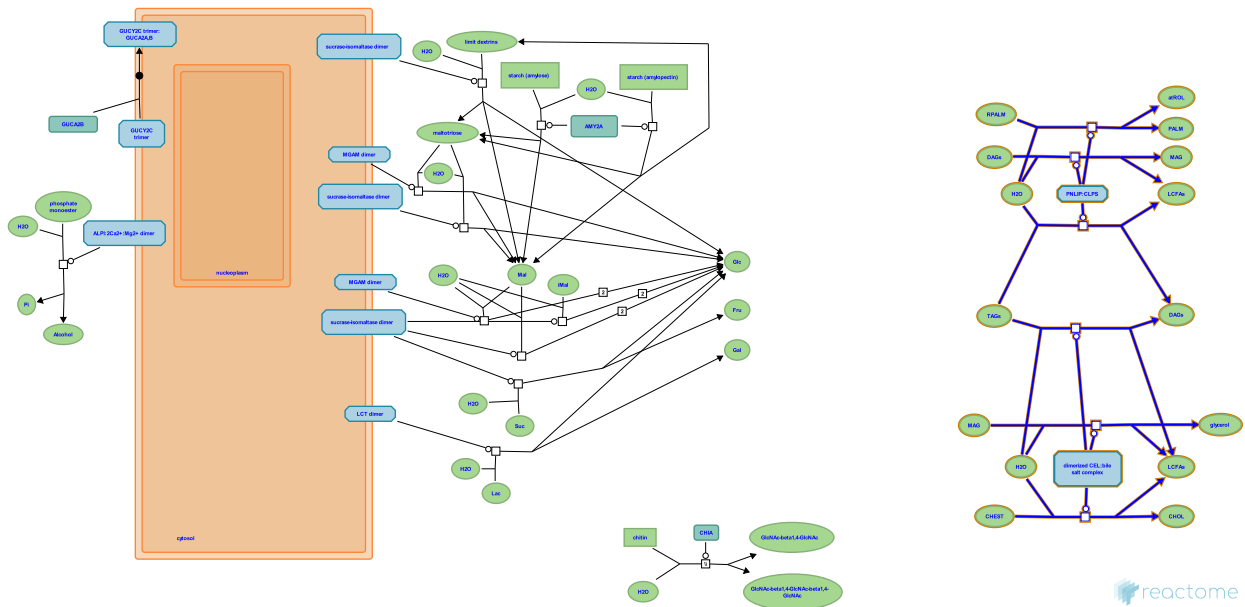 GUCY2C trimer:
GUCA2A,B
GUCA2B
GUCY2C
trimer
phosphate
monoester
H2O
ALPI:2Ca2+:Mg2+ dimer
Pi
Alcohol
nucleoplasm
cytosol
sucrase-isomaltase dimer
H2O
limit dextrins
starch (amylose)
starch (amylopectin)
H2O
AMY2A
maltotriose
MGAM dimer
H2O
sucrase-isomaltase dimer
Glc
MGAM dimer
H2O
Mal
iMal
2
2
2
sucrase-isomaltase dimer
Fru
Gal
H2O
Suc
LCT dimer
H2O
Lac
chitin
CHIA
H2O
GlcNAc-beta1,4-GlcNAc
GlcNAc-beta1,4-GlcNAc-beta1,4-
GlcNAc
RPALM
atROL
PALM
DAGs
MAG
H2O
PNLIP:CLPS
LCFAs
TAGs
DAGs
MAG
glycerol
H2O
dimerized CEL:bile
salt complex
LCFAs
CHEST
CHOL
reactome